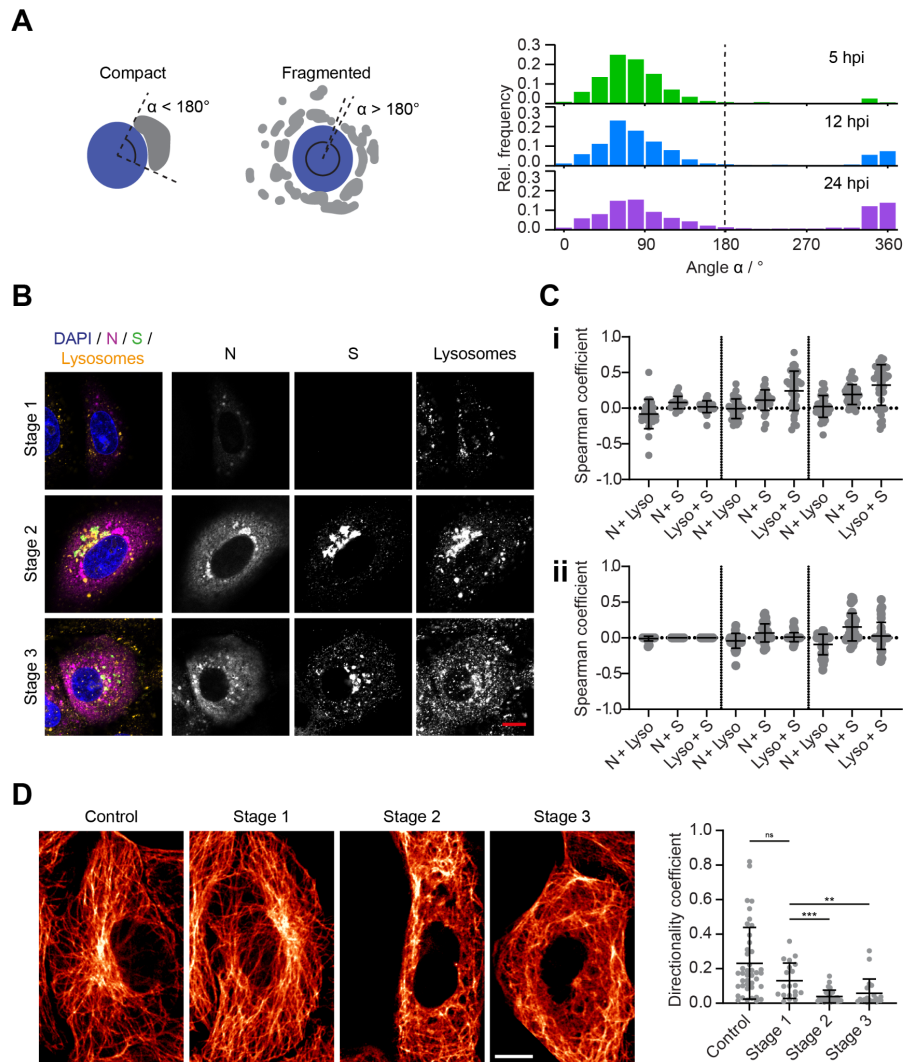 A
Compact
α < 180°
Fragmented
α > 180°
Rel. frequency
0.3
0.2
0.1
0.0
5 hpi
0.3
0.2
0.1
0.0
12 hpi
0.3
0.2
0.1
0.0
24 hpi
0 90 180 270 360
Angle α / °
B
DAPI / N / S /
Lysosomes
N
S
Lysosomes
Stage 1
Stage 2
Stage 3
C
i
Spearman coefficient
1.0
0.5
0.0
-0.5
-1.0
N + Lyso
N + S
Lyso + S
N + Lyso
N + S
Lyso + S
N + Lyso
N + S
Lyso + S
ii
Spearman coefficient
1.0
0.5
0.0
-0.5
-1.0
N + Lyso
N + S
Lyso + S
N + Lyso
N + S
Lyso + S
N + Lyso
N + S
Lyso + S
D
Control
Stage 1
Stage 2
Stage 3
Directionality coefficient
1.0
0.8
0.6
0.4
0.2
0.0
ns
**
***
Control
Stage 1
Stage 2
Stage 3